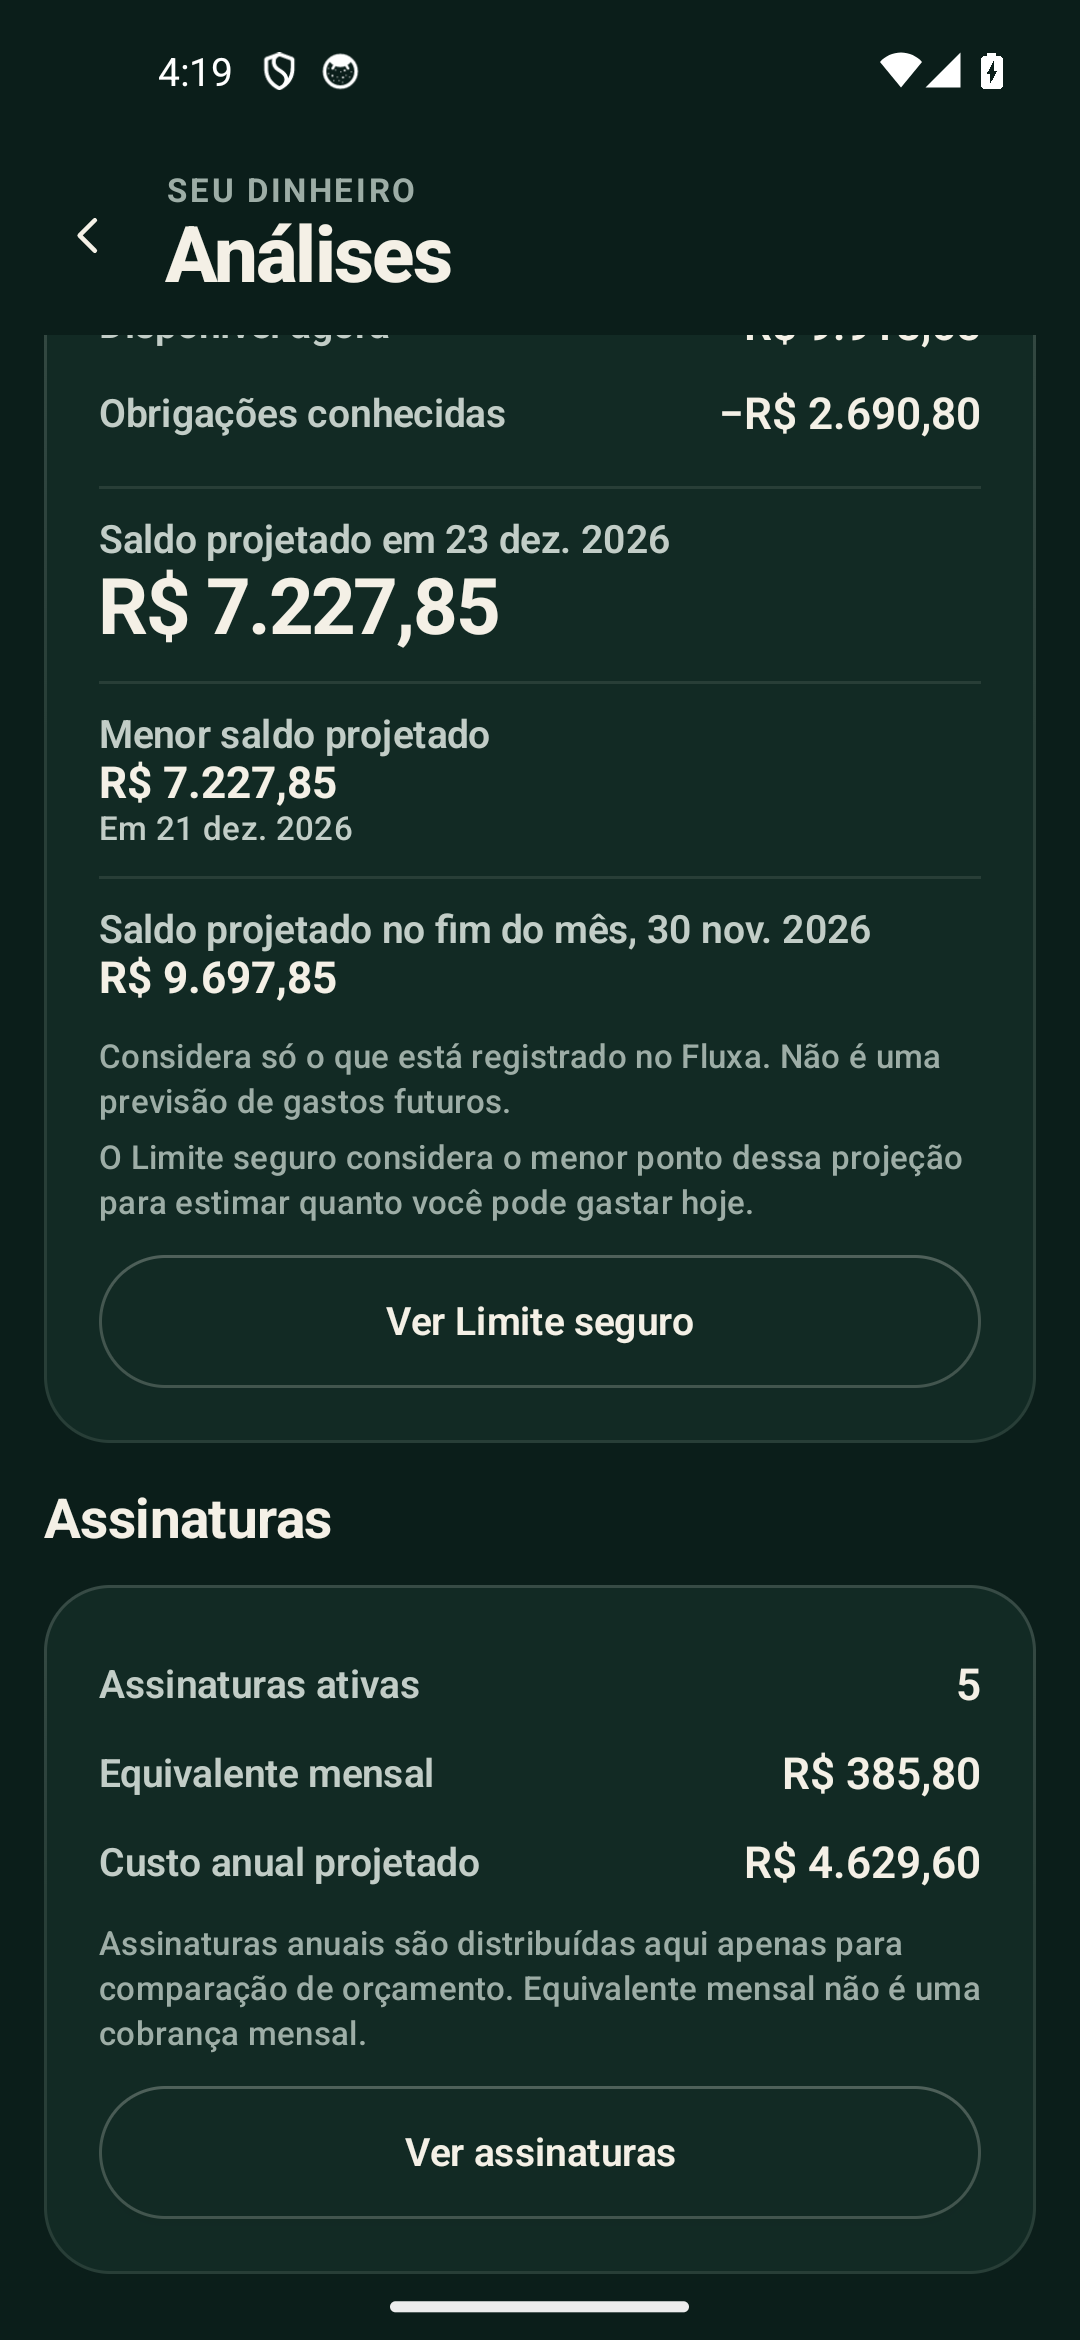 4:19
SEU DINHEIRO
Análises
Obrigações conhecidas
−R$ 2.690,80
Saldo projetado em 23 dez. 2026
R$ 7.227,85
Menor saldo projetado
R$ 7.227,85
Em 21 dez. 2026
Saldo projetado no fim do mês, 30 nov. 2026
R$ 9.697,85
Considera só o que está registrado no Fluxa. Não é uma
previsão de gastos futuros.
O Limite seguro considera o menor ponto dessa projeção
para estimar quanto você pode gastar hoje.
Ver Limite seguro
Assinaturas
Assinaturas ativas
5
Equivalente mensal
R$ 385,80
Custo anual projetado
R$ 4.629,60
Assinaturas anuais são distribuídas aqui apenas para
comparação de orçamento. Equivalente mensal não é uma
cobrança mensal.
Ver assinaturas